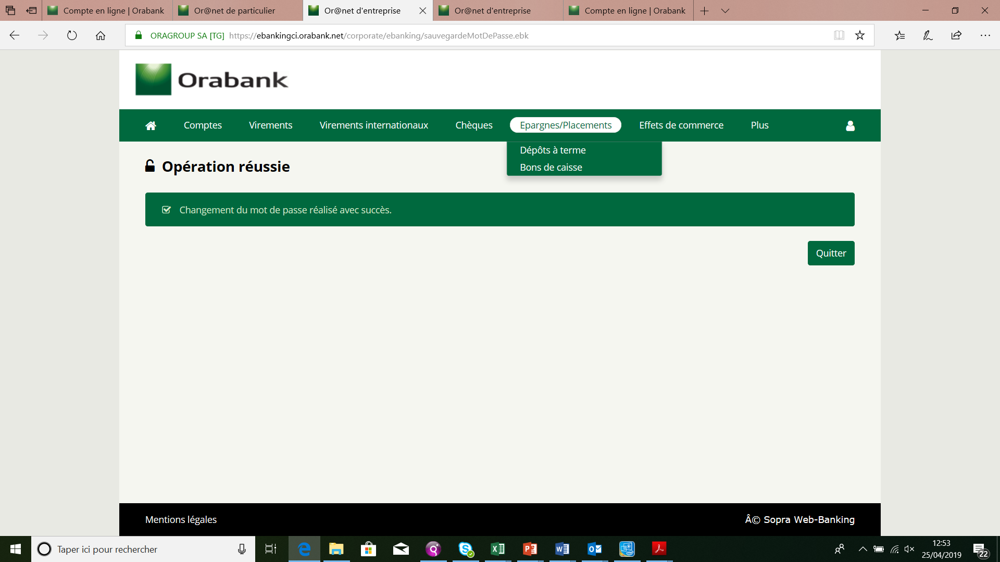 Compte en ligne | Orabank
Or@net de particulier
Or@net d'entreprise
Or@net d'entreprise
Compte en ligne | Orabank
ORAGROUP SA [TG] https://ebankingci.orabank.net/corporate/ebanking/sauvegardeMotDePasse.ebk
Orabank
Comptes
Virements
Virements internationaux
Chèques
Epargnes/Placements
Effets de commerce
Plus
Dépôts à terme
Bons de caisse
Opération réussie
Changement du mot de passe réalisé avec succès.
Quitter
Mentions légales
Â© Sopra Web-Banking
Taper ici pour rechercher
12:53
25/04/2019
22